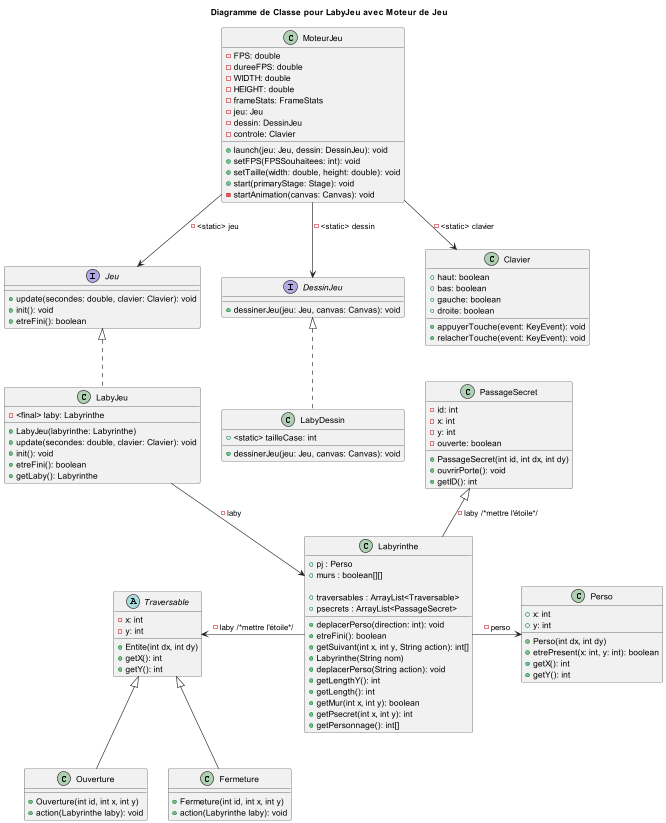 Diagramme de Classe pour LabyJeu avec Moteur de Jeu
C MoteurJeu
FPS: double
dureeFPS: double
WIDTH: double
HEIGHT: double
frameStats: FrameStats
jeu: Jeu
dessin: DessinJeu
controle: Clavier
launch(jeu: Jeu, dessin: DessinJeu): void
setFPS(FPSSouhaitees: int): void
setTaille(width: double, height: double): void
start(primaryStage: Stage): void
startAnimation(canvas: Canvas): void
<static> jeu
<static> dessin
<static> clavier
I Jeu
update(secondes: double, clavier: Clavier): void
init(): void
etreFini(): boolean
I DessinJeu
dessinerJeu(jeu: Jeu, canvas: Canvas): void
C Clavier
haut: boolean
bas: boolean
gauche: boolean
droite: boolean
appuyerTouche(event: KeyEvent): void
relacherTouche(event: KeyEvent): void
C LabyJeu
<final> laby: Labyrinthe
LabyJeu(labyrinthe: Labyrinthe)
update(secondes: double, clavier: Clavier): void
init(): void
etreFini(): boolean
getLaby(): Labyrinthe
C LabyDessin
<static> tailleCase: int
dessinerJeu(jeu: Jeu, canvas: Canvas): void
C PassageSecret
id: int
x: int
y: int
ouverte: boolean
PassageSecret(int id, int dx, int dy)
ouvrirPorte(): void
getID(): int
laby
laby /*mettre l'étoile*/
C Labyrinthe
pj : Perso
murs : boolean[][]
traversables : ArrayList<Traversable>
psecrets : ArrayList<PassageSecret>
deplacerPerso(direction: int): void
etreFini(): boolean
getSuivant(int x, int y, String action): int[]
Labyrinthe(String nom)
deplacerPerso(String action): void
getLengthY(): int
getLength(): int
getMur(int x, int y): boolean
getPsecret(int x, int y): int
getPersonnage(): int[]
laby /*mettre l'étoile*/
perso
A Traversable
x: int
y: int
Entite(int dx, int dy)
getX(): int
getY(): int
C Perso
x: int
y: int
Perso(int dx, int dy)
etrePresent(x: int, y: int): boolean
getX(): int
getY(): int
C Ouverture
Ouverture(int id, int x, int y)
action(Labyrinthe laby): void
C Fermeture
Fermeture(int id, int x, int y)
action(Labyrinthe laby): void